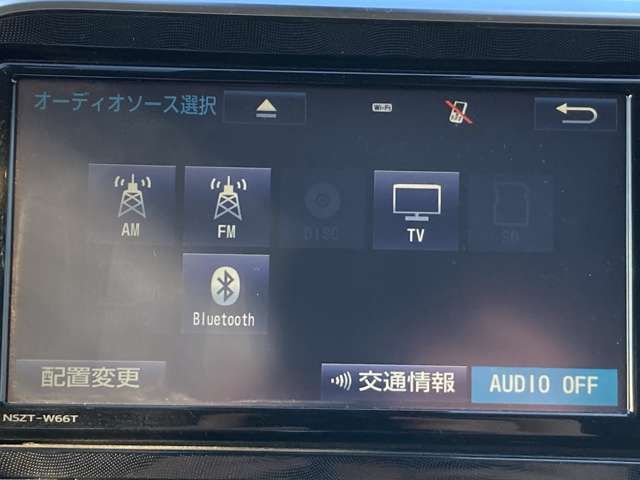 オーディオソース選択
Wi-Fi
AM
FM
DISC
TV
SD
Bluetooth
配置変更
交通情報
AUDIO OFF
NSZT-W66T